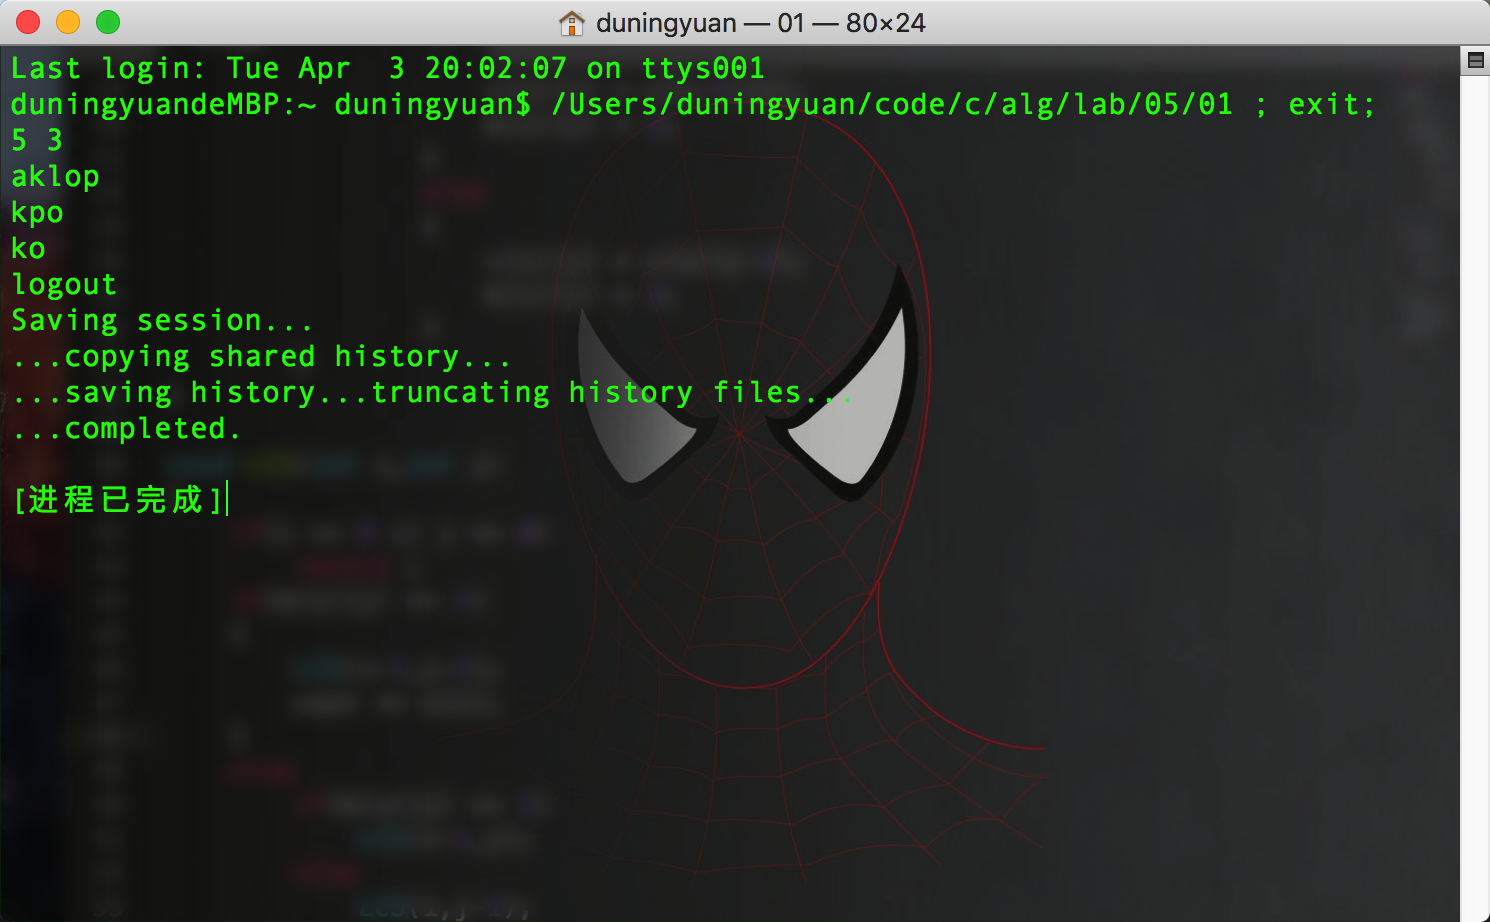 duningyuan — 01 — 80×24
Last login: Tue Apr  3 20:02:07 on ttys001
duningyuandeMBP:~ duningyuan$ /Users/duningyuan/code/c/alg/lab/05/01 ; exit;
5 3
aklop
kpo
ko
logout
Saving session...
...copying shared history...
...saving history...truncating history files...
...completed.
[进程已完成]